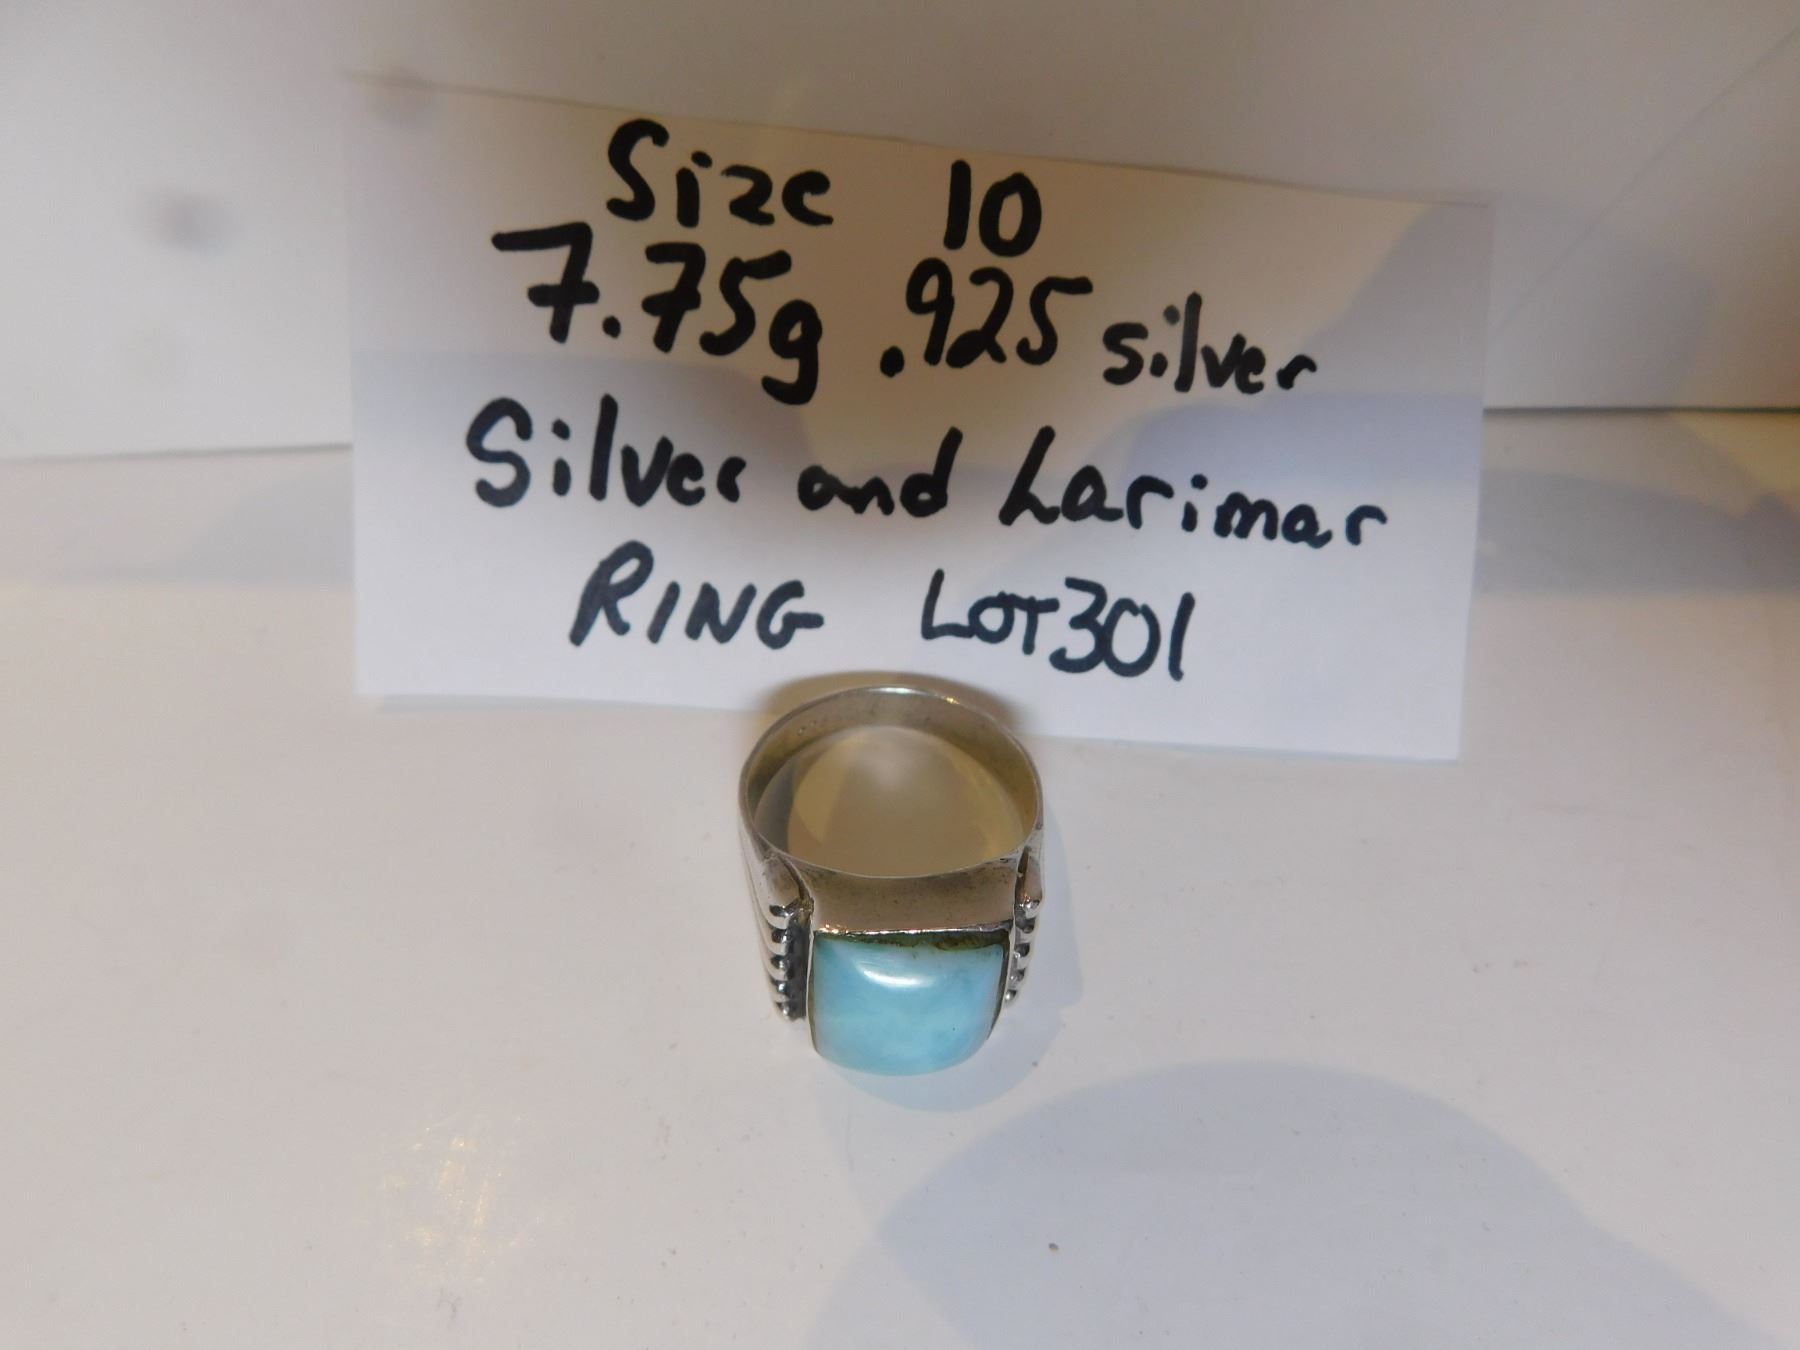 Size 10
7.75g .925 silver
Silver and Larimar
RING LOT301